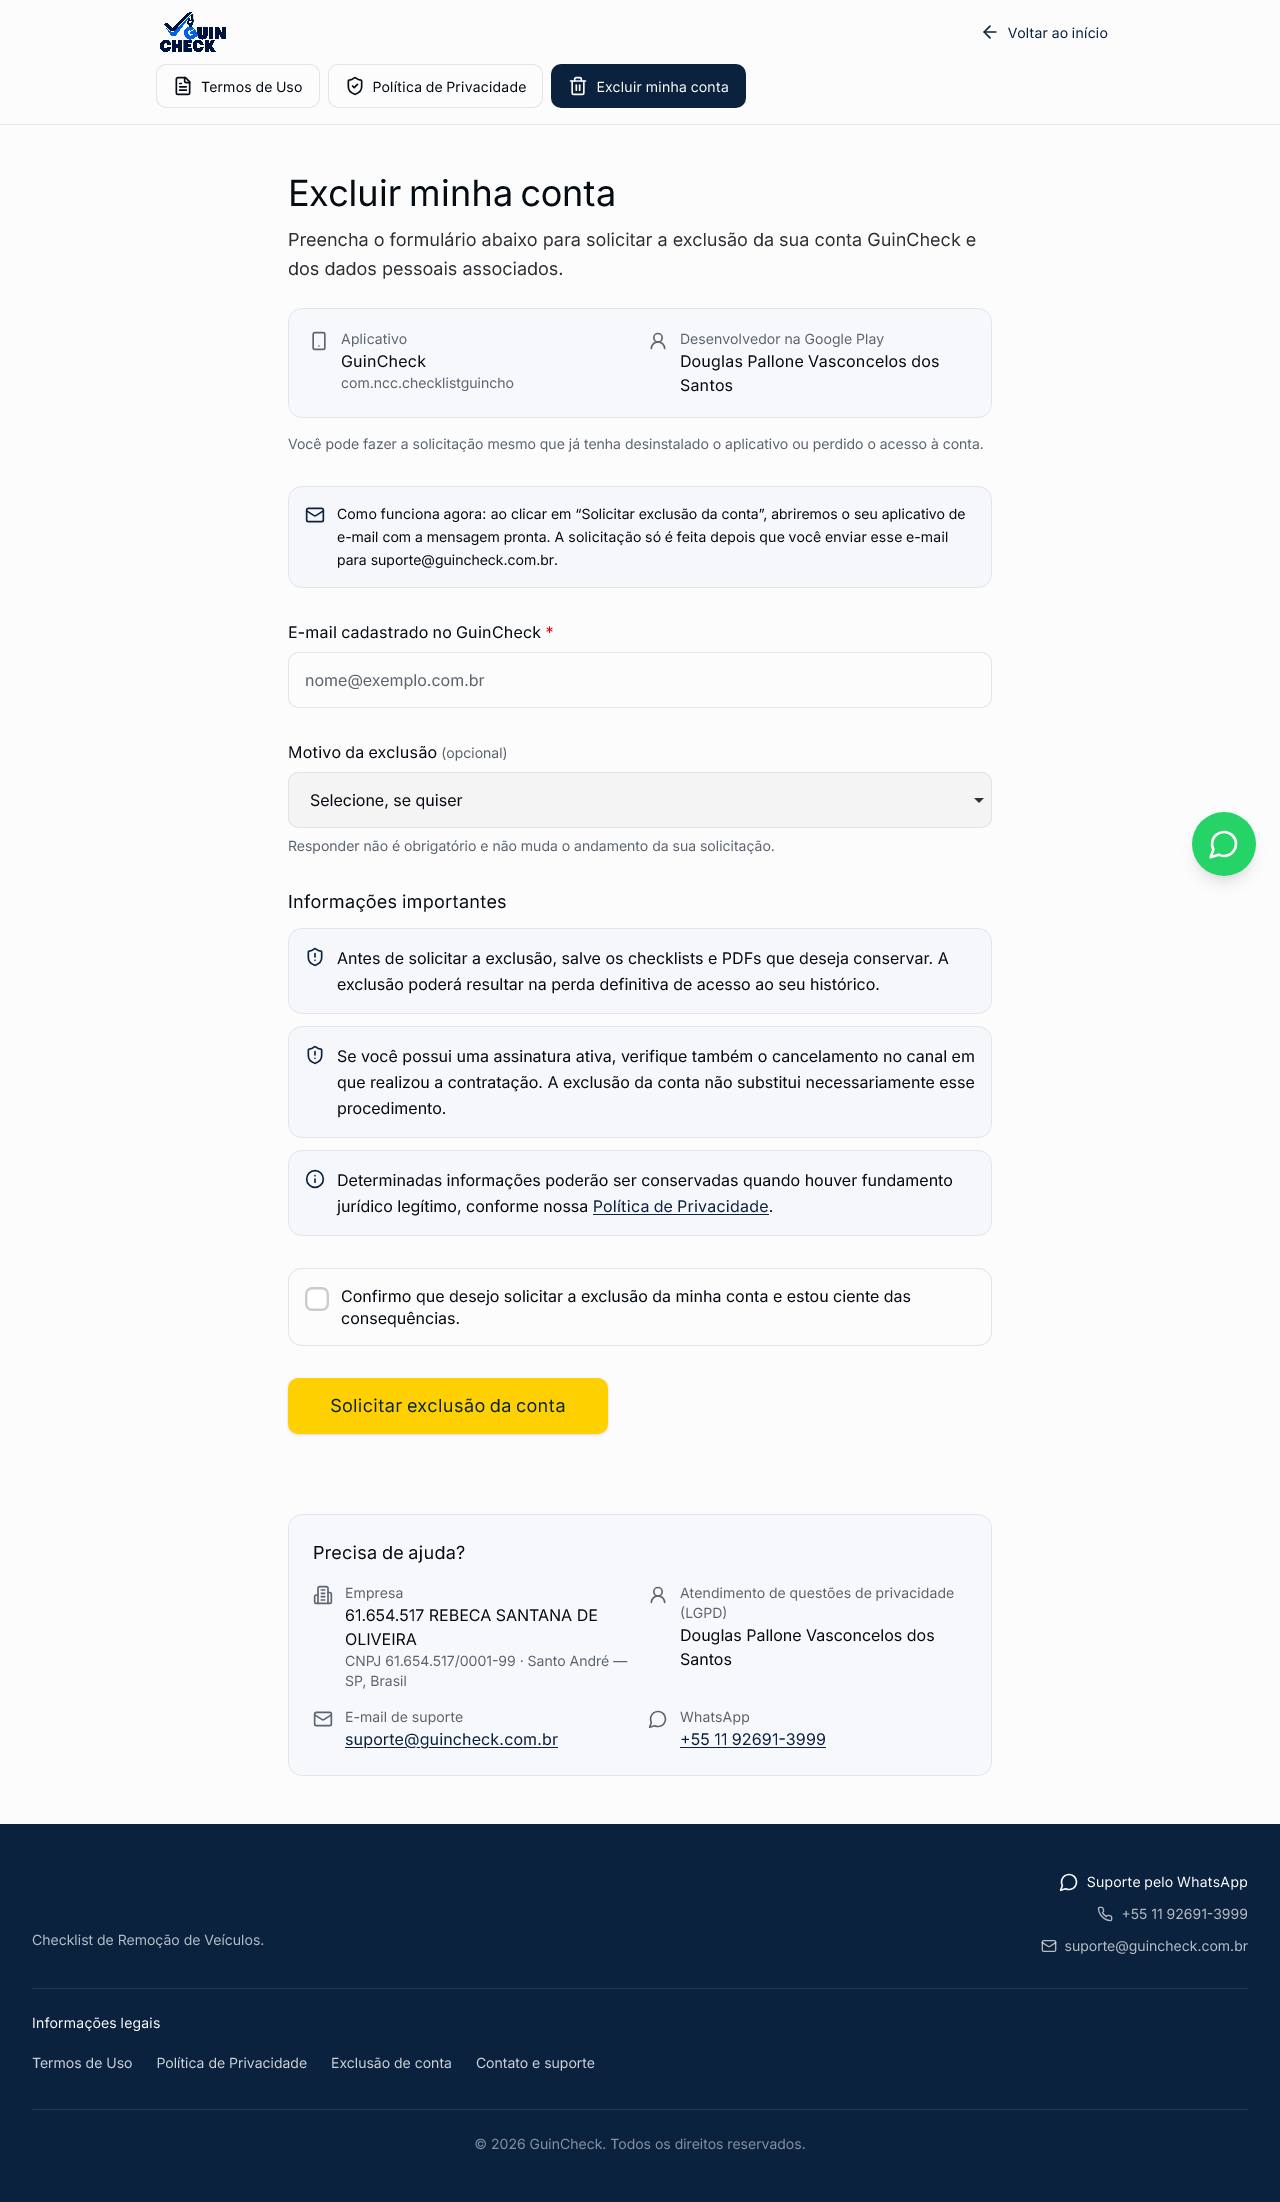 GUIN
CHECK
Voltar ao início
Termos de Uso
Política de Privacidade
Excluir minha conta
Excluir minha conta
Preencha o formulário abaixo para solicitar a exclusão da sua conta GuinCheck e
dos dados pessoais associados.
Aplicativo
GuinCheck
com.ncc.checklistguincho
Desenvolvedor na Google Play
Douglas Pallone Vasconcelos dos
Santos
Você pode fazer a solicitação mesmo que já tenha desinstalado o aplicativo ou perdido o acesso à conta.
Como funciona agora: ao clicar em “Solicitar exclusão da conta”, abriremos o seu aplicativo de
e-mail com a mensagem pronta. A solicitação só é feita depois que você enviar esse e-mail
para suporte@guincheck.com.br.
E-mail cadastrado no GuinCheck *
nome@exemplo.com.br
Motivo da exclusão (opcional)
Selecione, se quiser
Responder não é obrigatório e não muda o andamento da sua solicitação.
Informações importantes
Antes de solicitar a exclusão, salve os checklists e PDFs que deseja conservar. A
exclusão poderá resultar na perda definitiva de acesso ao seu histórico.
Se você possui uma assinatura ativa, verifique também o cancelamento no canal em
que realizou a contratação. A exclusão da conta não substitui necessariamente esse
procedimento.
Determinadas informações poderão ser conservadas quando houver fundamento
jurídico legítimo, conforme nossa Política de Privacidade.
Confirmo que desejo solicitar a exclusão da minha conta e estou ciente das
consequências.
Solicitar exclusão da conta
Precisa de ajuda?
Empresa
61.654.517 REBECA SANTANA DE
OLIVEIRA
CNPJ 61.654.517/0001-99 · Santo André —
SP, Brasil
Atendimento de questões de privacidade
(LGPD)
Douglas Pallone Vasconcelos dos
Santos
E-mail de suporte
suporte@guincheck.com.br
WhatsApp
+55 11 92691-3999
Suporte pelo WhatsApp
+55 11 92691-3999
Checklist de Remoção de Veículos.
suporte@guincheck.com.br
Informações legais
Termos de Uso
Política de Privacidade
Exclusão de conta
Contato e suporte
© 2026 GuinCheck. Todos os direitos reservados.